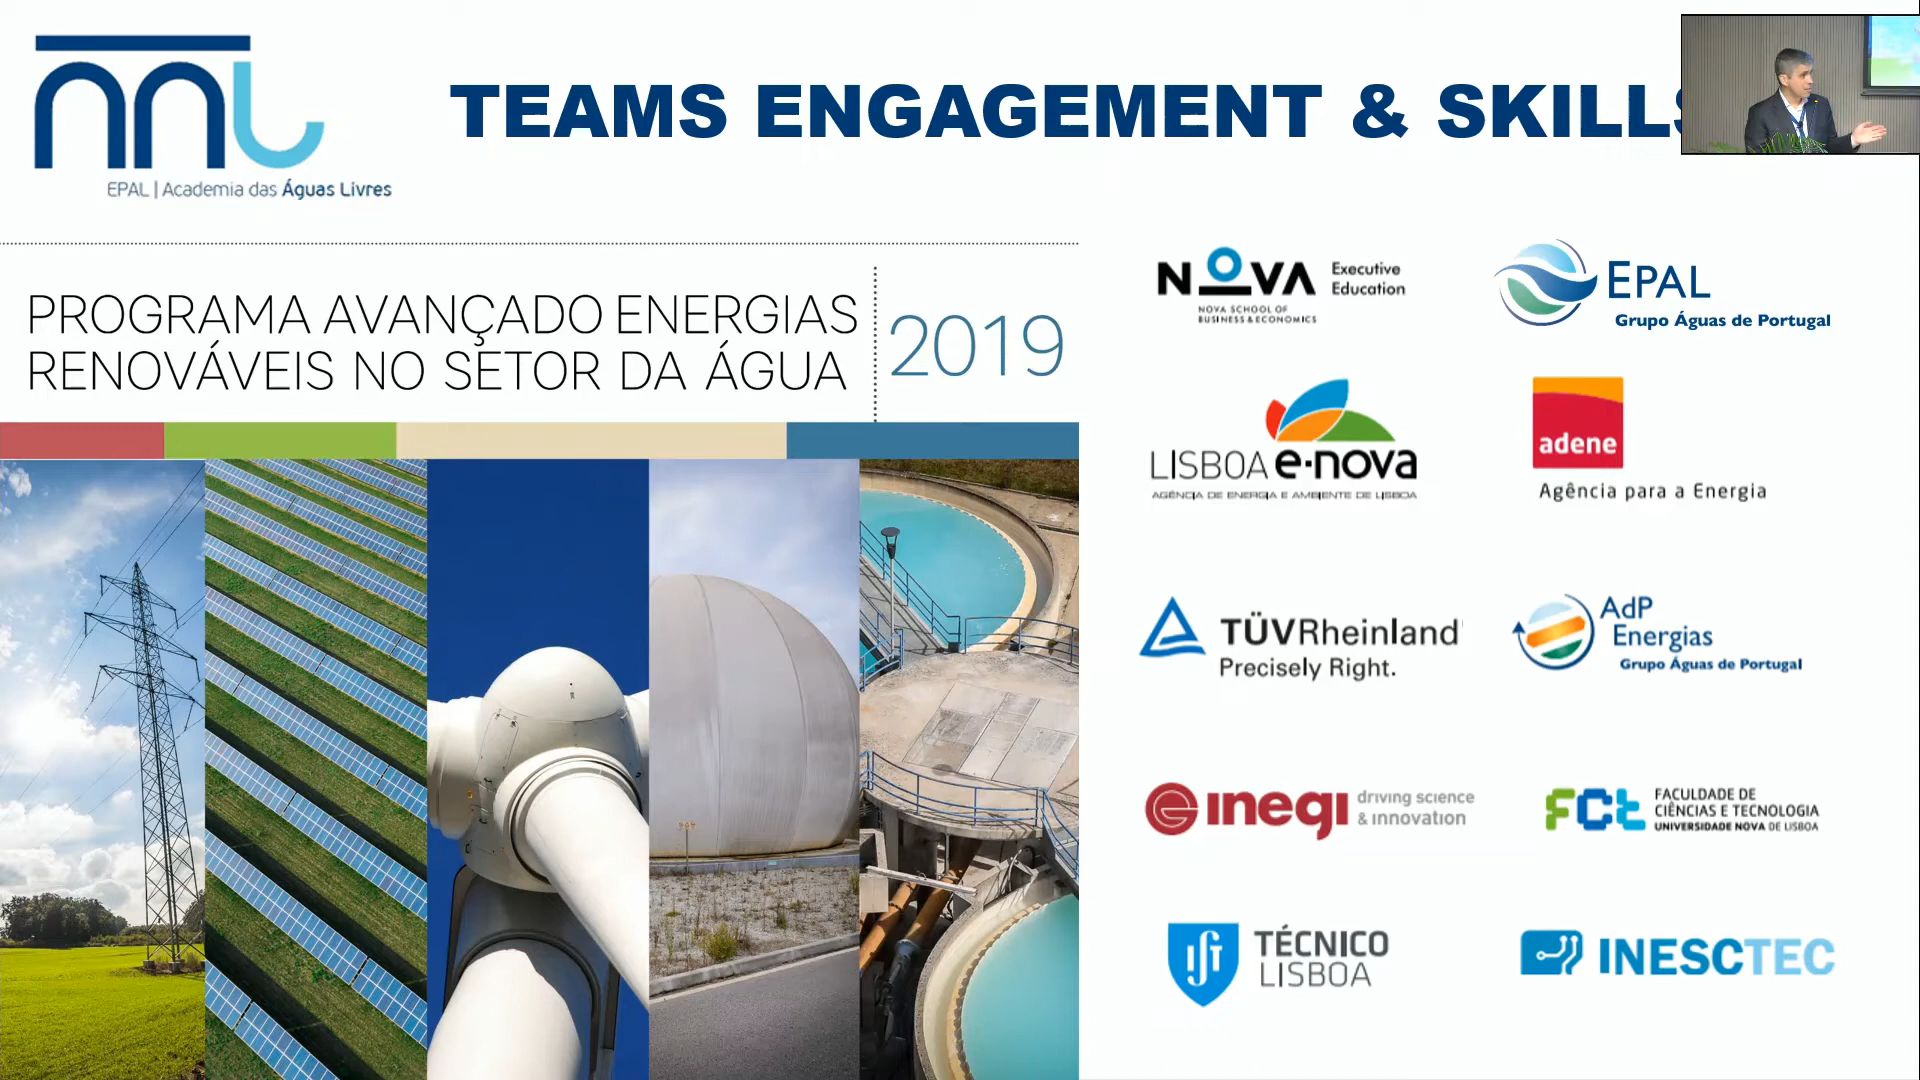 TEAMS ENGAGEMENT & SKILLS
EPAL | Academia das Águas Livres
PROGRAMA AVANÇADO ENERGIAS
RENOVÁVEIS NO SETOR DA ÁGUA
2019
NOVA
Executive
Education
NOVA SCHOOL OF
BUSINESS & ECONOMICS
EPAL
Grupo Águas de Portugal
LISBOA e·nova
AGÊNCIA DE ENERGIA E AMBIENTE DE LISBOA
adene
Agência para a Energia
TÜVRheinland
Precisely Right.
AdP
Energias
Grupo Águas de Portugal
inegi
driving science
& innovation
FCt
FACULDADE DE
CIÊNCIAS E TECNOLOGIA
UNIVERSIDADE NOVA DE LISBOA
TÉCNICO
LISBOA
INESCTEC